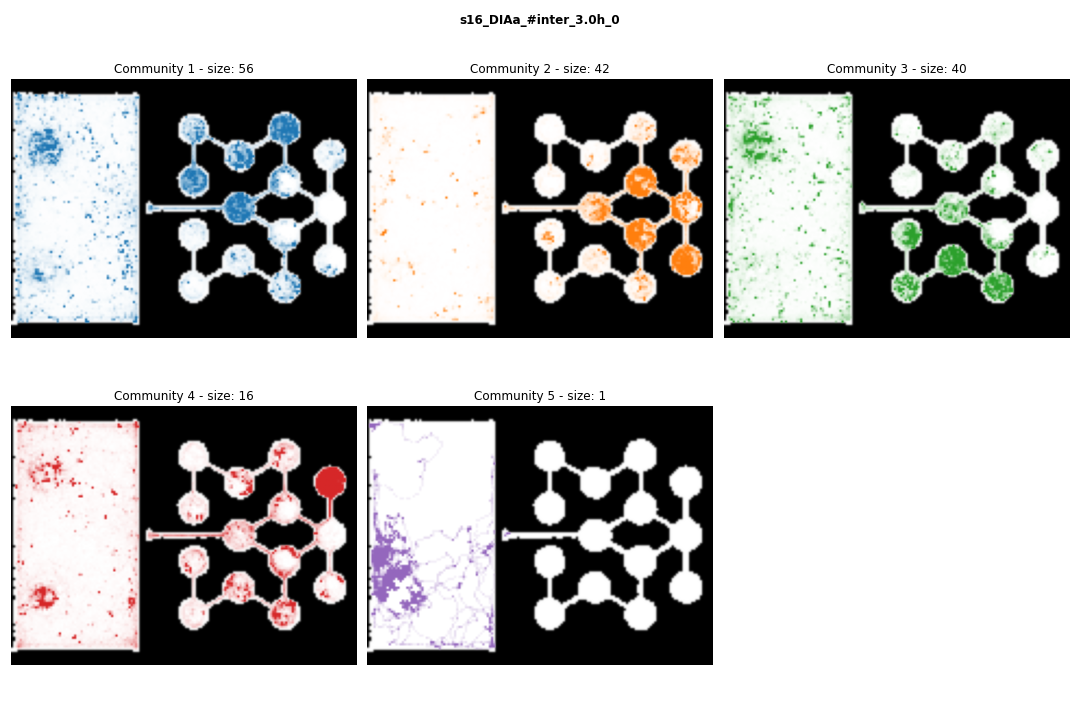 s16_DIAa_#inter_3.0h_0
Community 1 - size: 56
Community 2 - size: 42
Community 3 - size: 40
Community 4 - size: 16
Community 5 - size: 1